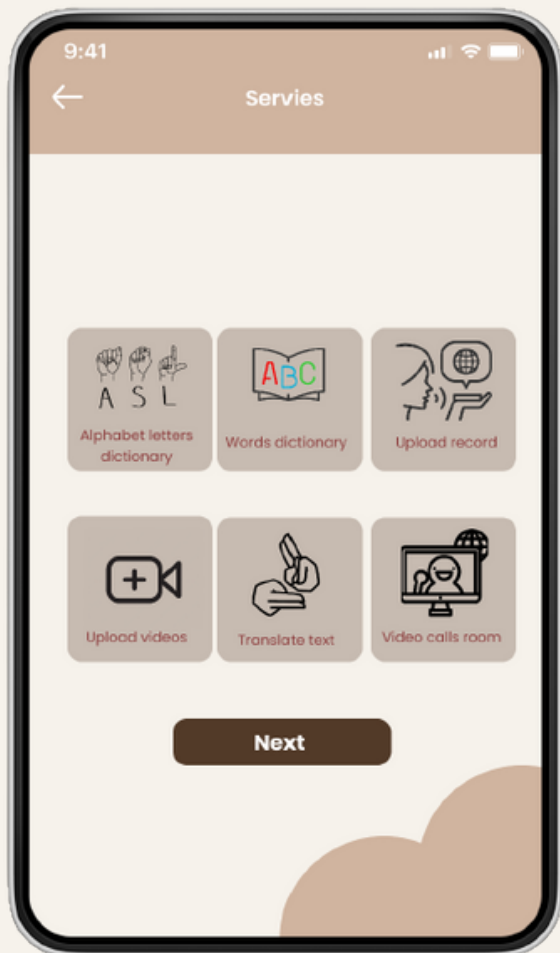 9:41
Servies
A S L
Alphabet letters
dictionary
ABC
Words dictionary
Upload record
Upload videos
Translate text
Video calls room
Next